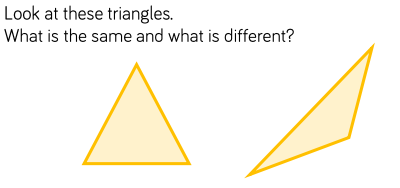 Look at these triangles.
What is the same and what is different?